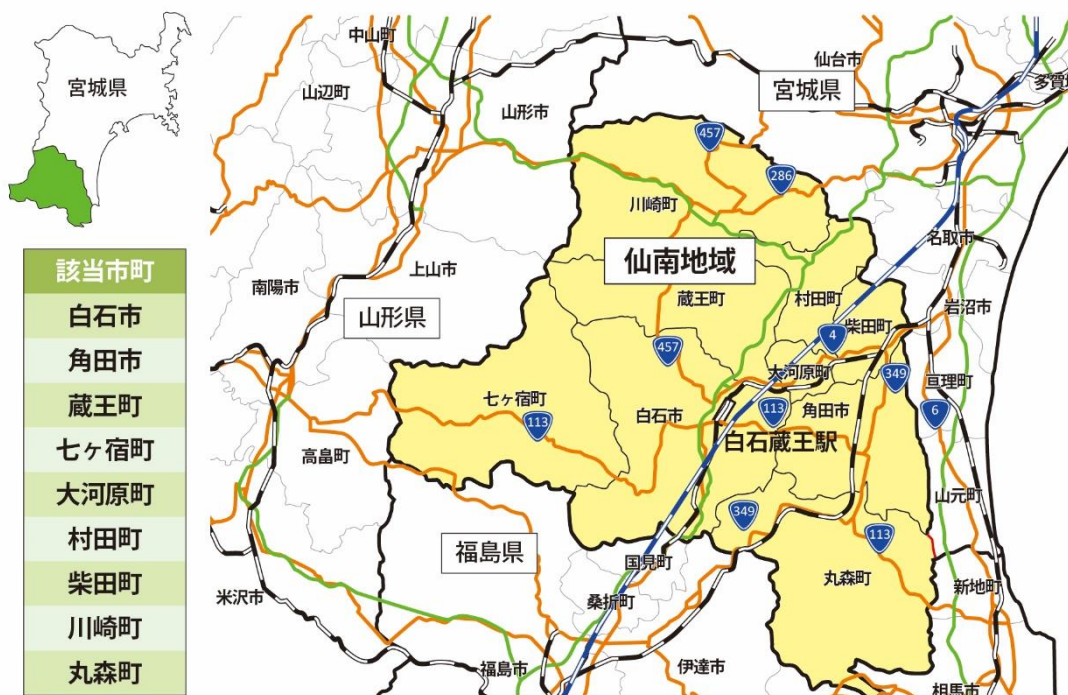 宮城県
該当市町
白石市
角田市
蔵王町
七ヶ宿町
大河原町
村田町
柴田町
川崎町
丸森町
中山町
仙台市
宮城県
多賀
山辺町
山形市
457
286
川崎町
名取市
仙南地域
上山市
南陽市
蔵王町
村田町
岩沼市
山形県
柴田町
4
457
大河原町
349
亘理町
七ヶ宿町
113
白石市
113
角田市
6
白石蔵王駅
高畠町
山元町
349
113
福島県
国見町
丸森町
新地町
米沢市
桑折町
福島市
伊達市
相馬市